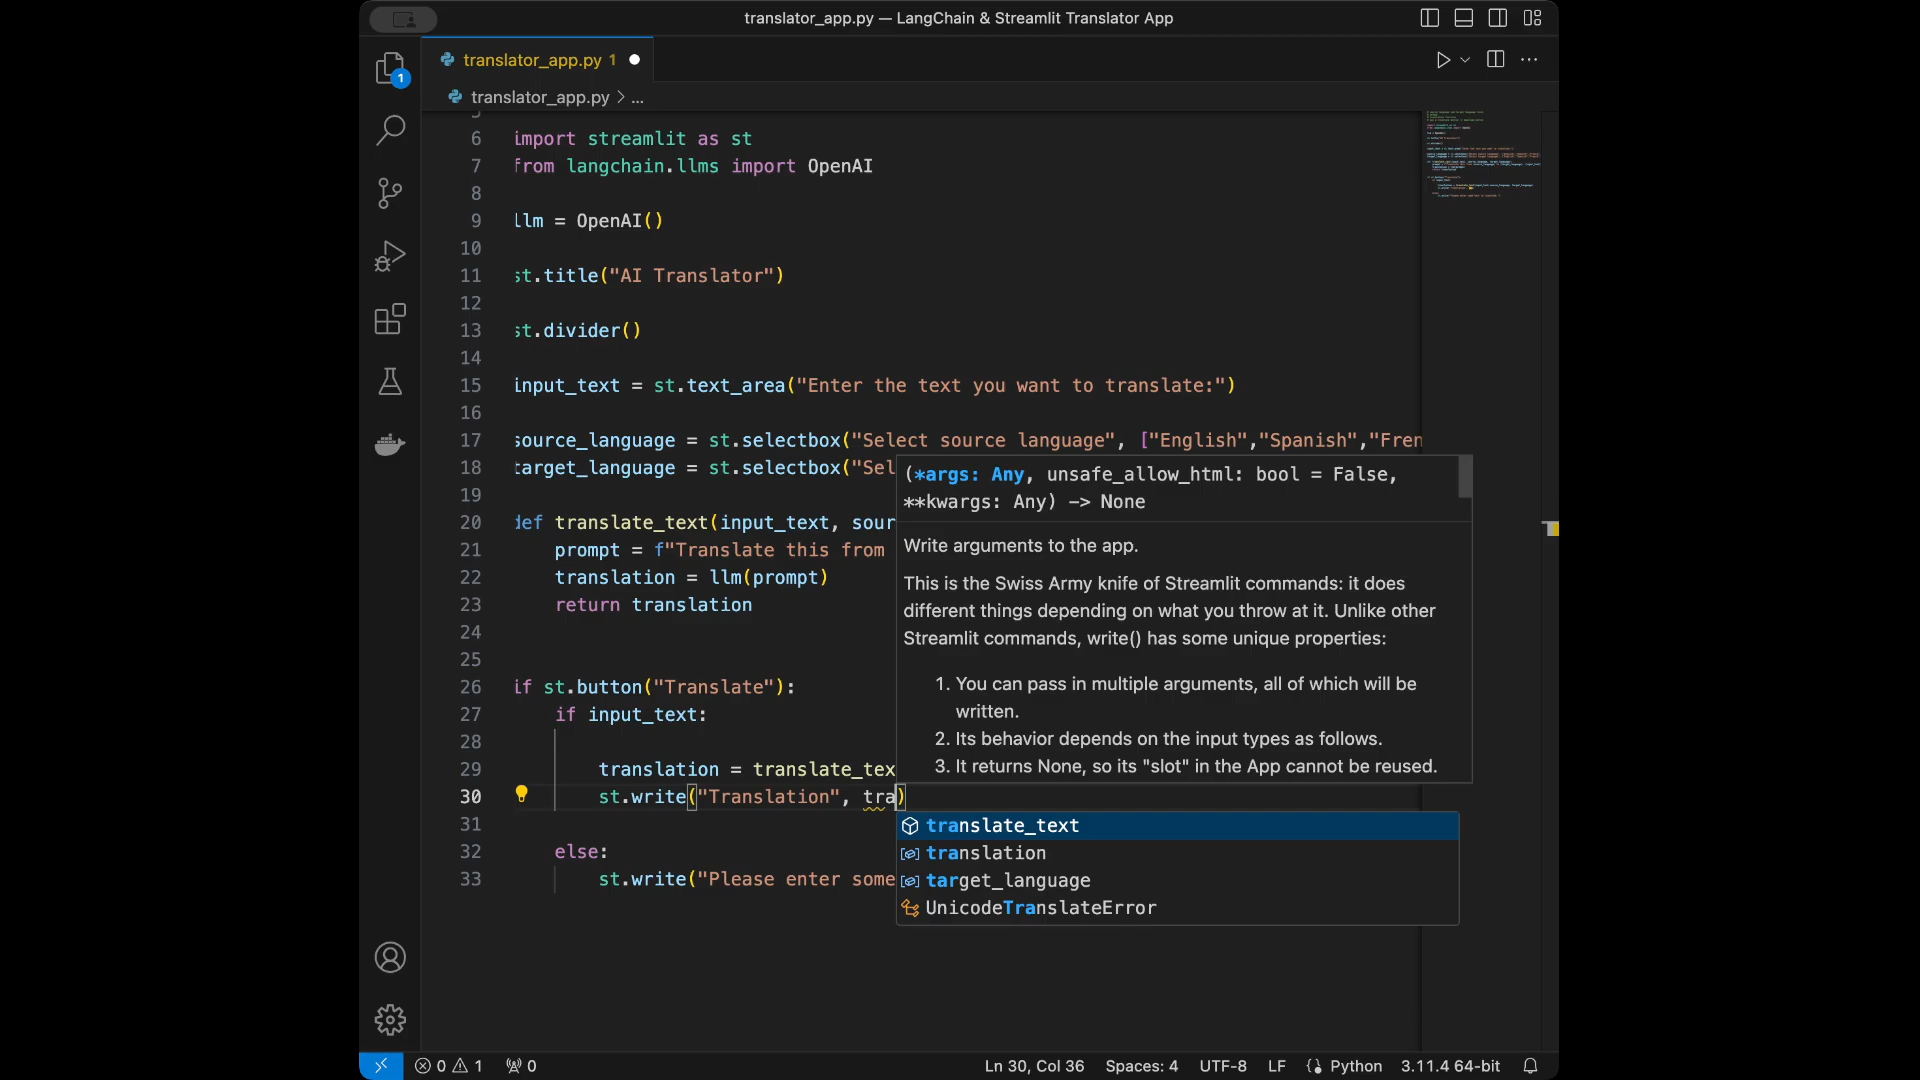 translator_app.py — LangChain & Streamlit Translator App
translator_app.py 1
translator_app.py > ...
1
5
6 import streamlit as st
7 from langchain.llms import OpenAI
8
9 llm = OpenAI()
10
11 st.title("AI Translator")
12
13 st.divider()
14
15 input_text = st.text_area("Enter the text you want to translate:")
16
17 source_language = st.selectbox("Select source language", ["English","Spanish","Fren
18 target_language = st.selectbox("Sel
19
20 def translate_text(input_text, sour
21 prompt = f"Translate this from
22 translation = llm(prompt)
23 return translation
24
25
26 if st.button("Translate"):
27 if input_text:
28
29 translation = translate_tex
30 st.write("Translation", tra)
31
32 else:
33 st.write("Please enter some
(*args: Any, unsafe_allow_html: bool = False,
**kwargs: Any) -> None
Write arguments to the app.
This is the Swiss Army knife of Streamlit commands: it does
different things depending on what you throw at it. Unlike other
Streamlit commands, write() has some unique properties:
1. You can pass in multiple arguments, all of which will be
written.
2. Its behavior depends on the input types as follows.
3. It returns None, so its "slot" in the App cannot be reused.
translate_text
translation
target_language
UnicodeTranslateError
0 1 0 Ln 30, Col 36 Spaces: 4 UTF-8 LF Python 3.11.4 64-bit